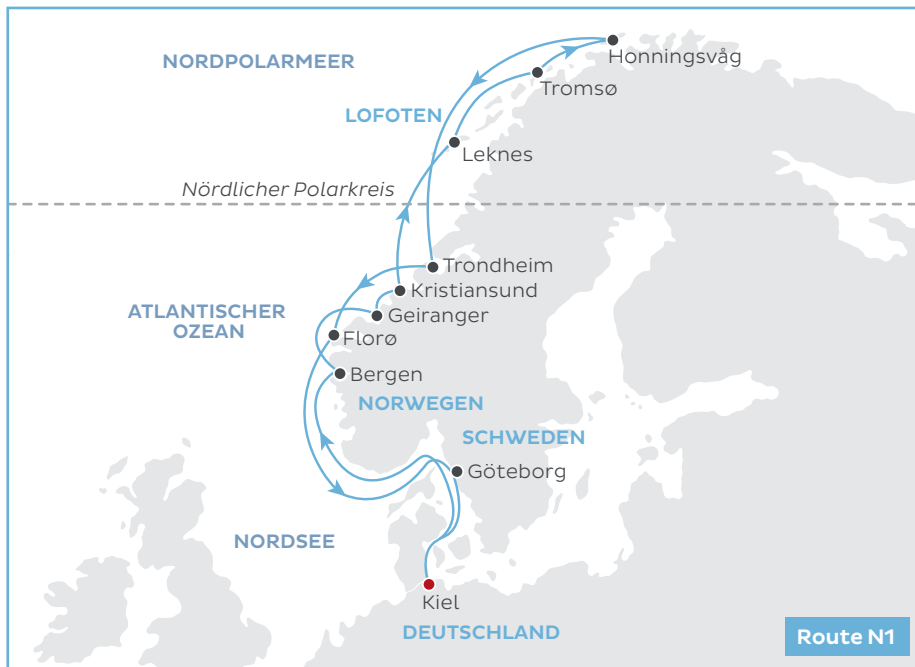 Honningsvåg
NORDPOLARMEER
Tromsø
LOFOTEN
Leknes
Nördlicher Polarkreis
Trondheim
Kristiansund
ATLANTISCHER
OZEAN
Geiranger
Florø
Bergen
NORWEGEN
SCHWEDEN
Göteborg
NORDSEE
Kiel
DEUTSCHLAND
Route N1